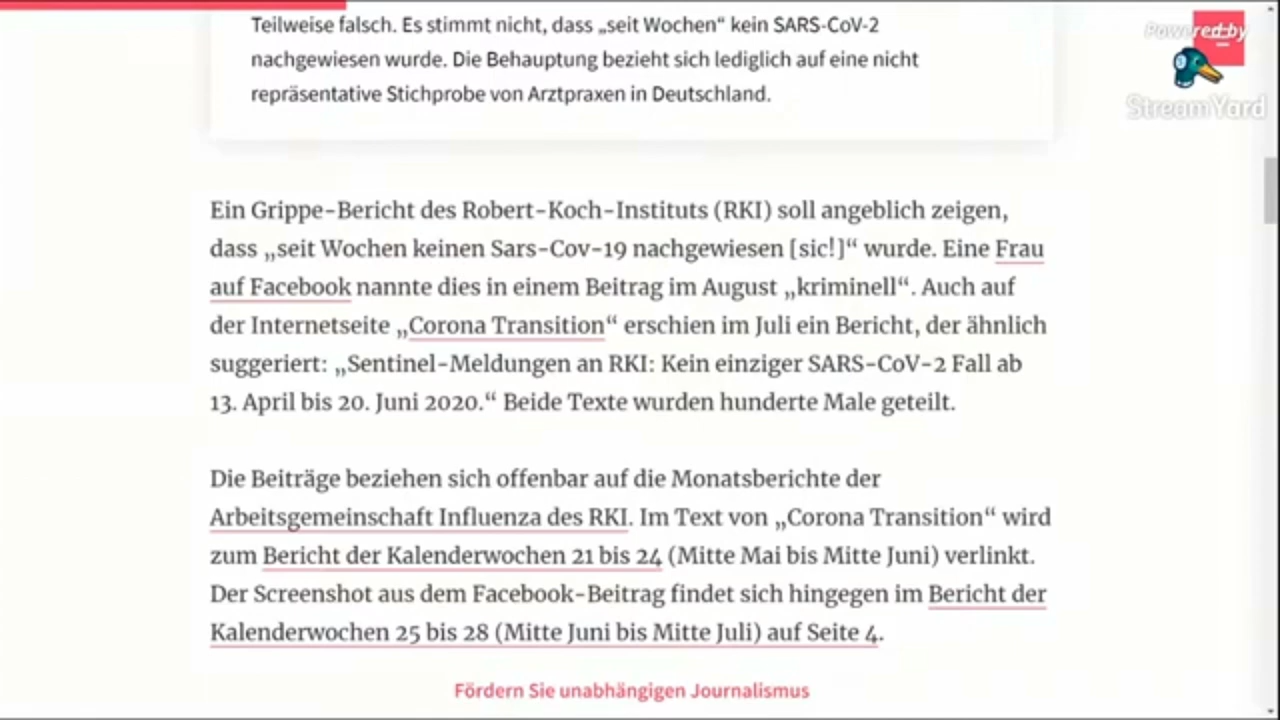 Teilweise falsch. Es stimmt nicht, dass „seit Wochen“ kein SARS-CoV-2
nachgewiesen wurde. Die Behauptung bezieht sich lediglich auf eine nicht
repräsentative Stichprobe von Arztpraxen in Deutschland.
Powered by
StreamYard
Ein Grippe-Bericht des Robert-Koch-Instituts (RKI) soll angeblich zeigen,
dass „seit Wochen keinen Sars-Cov-19 nachgewiesen [sic!]“ wurde. Eine Frau
auf Facebook nannte dies in einem Beitrag im August „kriminell“. Auch auf
der Internetseite „Corona Transition“ erschien im Juli ein Bericht, der ähnlich
suggeriert: „Sentinel-Meldungen an RKI: Kein einziger SARS-CoV-2 Fall ab
13. April bis 20. Juni 2020.“ Beide Texte wurden hunderte Male geteilt.
Die Beiträge beziehen sich offenbar auf die Monatsberichte der
Arbeitsgemeinschaft Influenza des RKI. Im Text von „Corona Transition“ wird
zum Bericht der Kalenderwochen 21 bis 24 (Mitte Mai bis Mitte Juni) verlinkt.
Der Screenshot aus dem Facebook-Beitrag findet sich hingegen im Bericht der
Kalenderwochen 25 bis 28 (Mitte Juni bis Mitte Juli) auf Seite 4.
Fördern Sie unabhängigen Journalismus